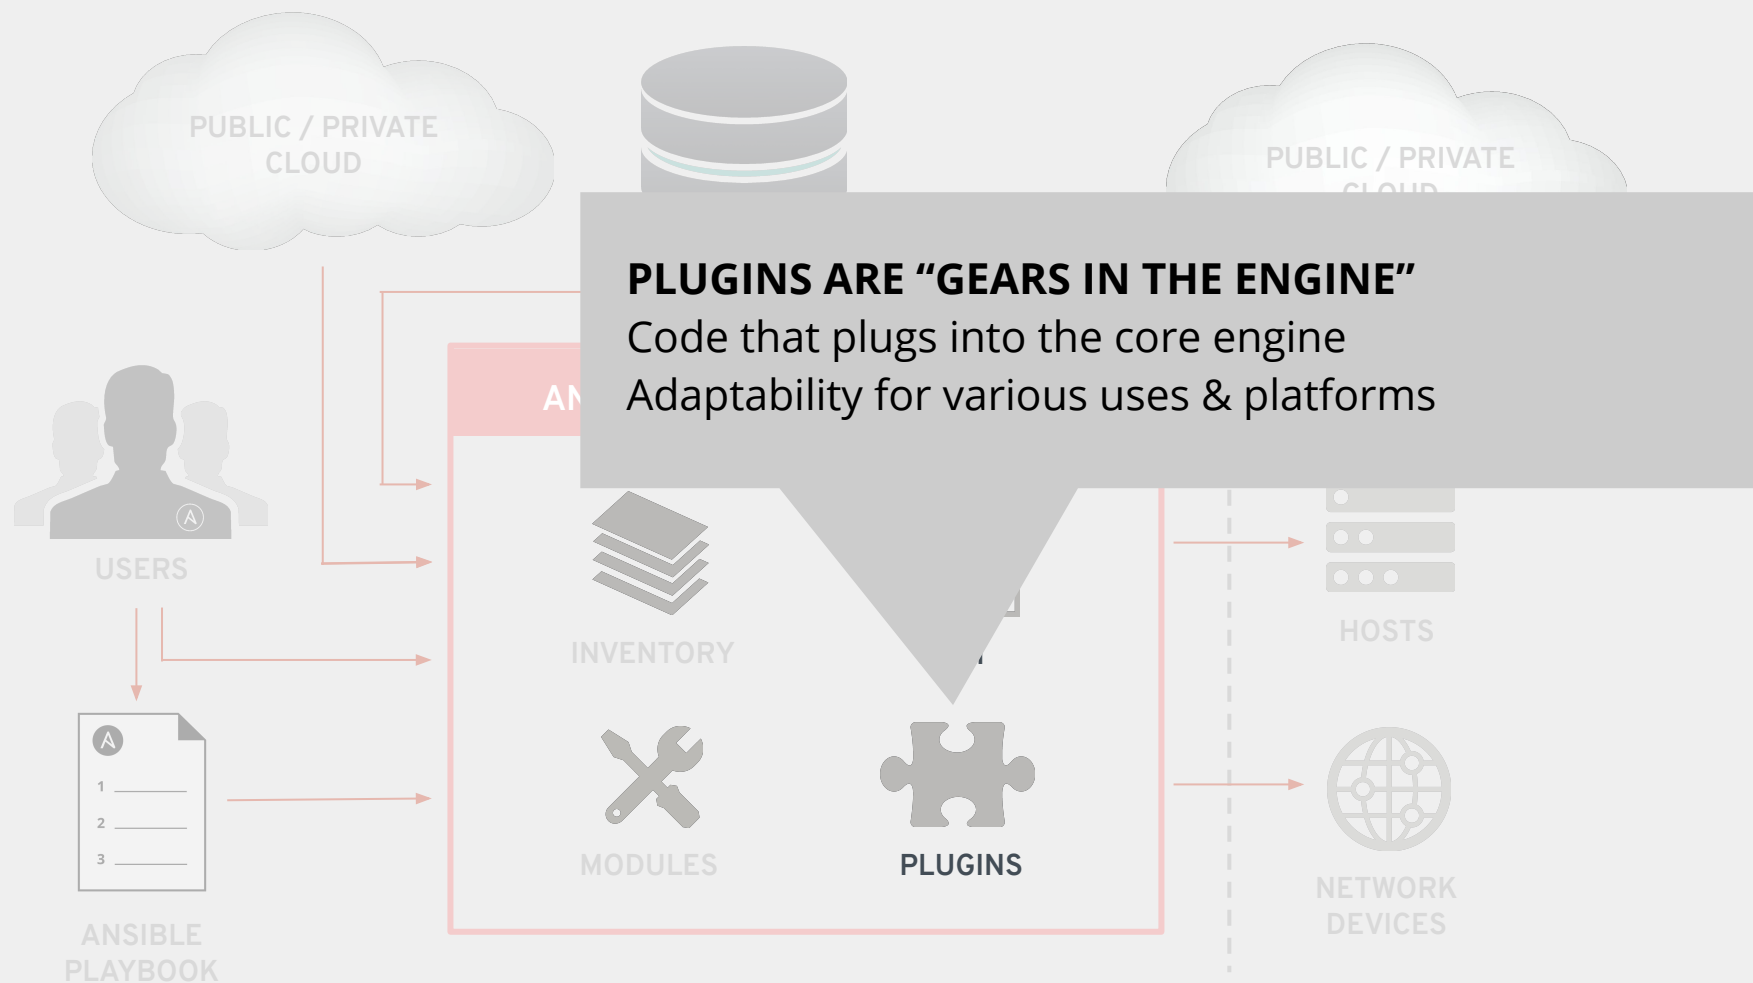 PUBLIC / PRIVATE
CLOUD
PUBLIC / PRIVATE
CLOUD
PLUGINS ARE “GEARS IN THE ENGINE”
Code that plugs into the core engine
Adaptability for various uses & platforms
USERS
HOSTS
INVENTORY
1
2
3
MODULES
PLUGINS
NETWORK
DEVICES
ANSIBLE
PLAYBOOK